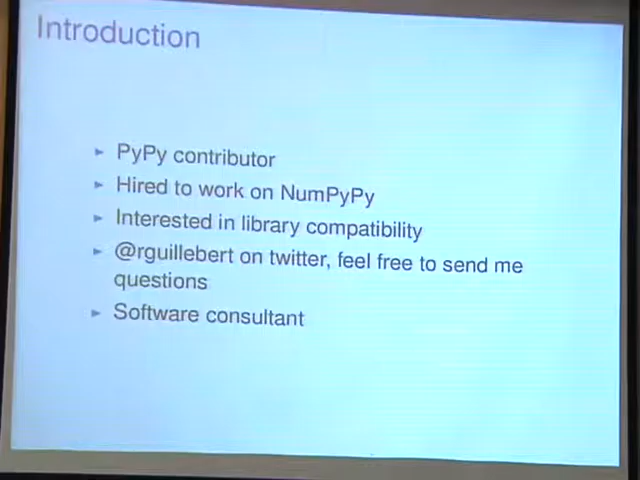 Introduction
PyPy contributor
Hired to work on NumPyPy
Interested in library compatibility
@rguillebert on twitter, feel free to send me
questions
Software consultant